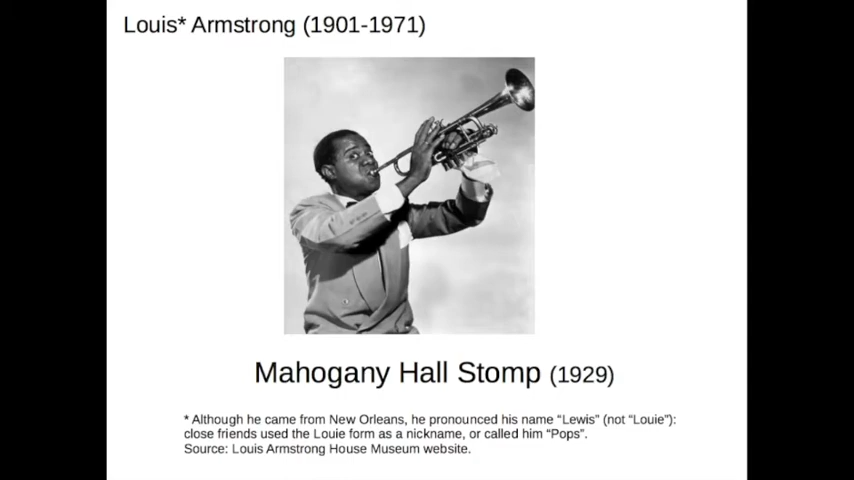 Louis* Armstrong (1901-1971)
Mahogany Hall Stomp (1929)
* Although he came from New Orleans, he pronounced his name “Lewis” (not “Louie”):
close friends used the Louie form as a nickname, or called him “Pops”.
Source: Louis Armstrong House Museum website.